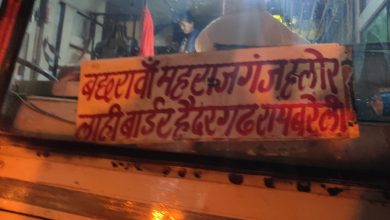 बछरावाँ महराजगंज हलोर
लाही बार्डर हैदरगढ रायबरेली